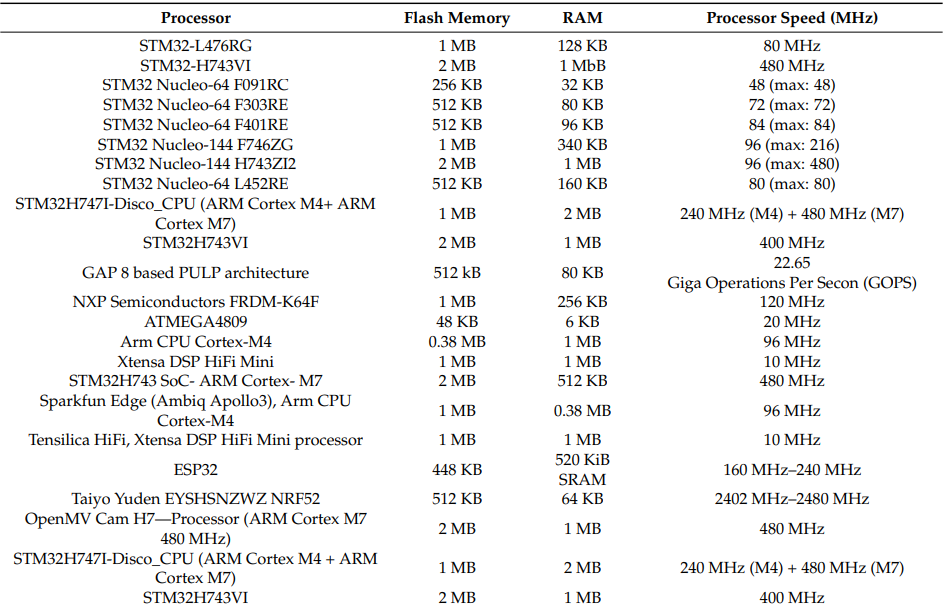 Processor Flash Memory RAM Processor Speed (MHz)
STM32-L476RG 1 MB 128 KB 80 MHz
STM32-H743VI 2 MB 1 MbB 480 MHz
STM32 Nucleo-64 F091RC 256 KB 32 KB 48 (max: 48)
STM32 Nucleo-64 F303RE 512 KB 80 KB 72 (max: 72)
STM32 Nucleo-64 F401RE 512 KB 96 KB 84 (max: 84)
STM32 Nucleo-144 F746ZG 1 MB 340 KB 96 (max: 216)
STM32 Nucleo-144 H743ZI2 2 MB 1 MB 96 (max: 480)
STM32 Nucleo-64 L452RE 512 KB 160 KB 80 (max: 80)
STM32H747I-Disco_CPU (ARM Cortex M4+ ARM
Cortex M7) 1 MB 2 MB 240 MHz (M4) + 480 MHz (M7)
STM32H743VI 2 MB 1 MB 400 MHz
GAP 8 based PULP architecture 512 kB 80 KB 22.65
Giga Operations Per Secon (GOPS)
NXP Semiconductors FRDM-K64F 1 MB 256 KB 120 MHz
ATMEGA4809 48 KB 6 KB 20 MHz
Arm CPU Cortex-M4 0.38 MB 1 MB 96 MHz
Xtensa DSP HiFi Mini 1 MB 1 MB 10 MHz
STM32H743 SoC- ARM Cortex- M7 2 MB 512 KB 480 MHz
Sparkfun Edge (Ambiq Apollo3), Arm CPU
Cortex-M4 1 MB 0.38 MB 96 MHz
Tensilica HiFi, Xtensa DSP HiFi Mini processor 1 MB 1 MB 10 MHz
ESP32 448 KB 520 KiB
SRAM 160 MHz–240 MHz
Taiyo Yuden EYSHSNZWZ NRF52 512 KB 64 KB 2402 MHz–2480 MHz
OpenMV Cam H7—Processor (ARM Cortex M7
480 MHz) 2 MB 1 MB 480 MHz
STM32H747I-Disco_CPU (ARM Cortex M4 + ARM
Cortex M7) 1 MB 2 MB 240 MHz (M4) + 480 MHz (M7)
STM32H743VI 2 MB 1 MB 400 MHz